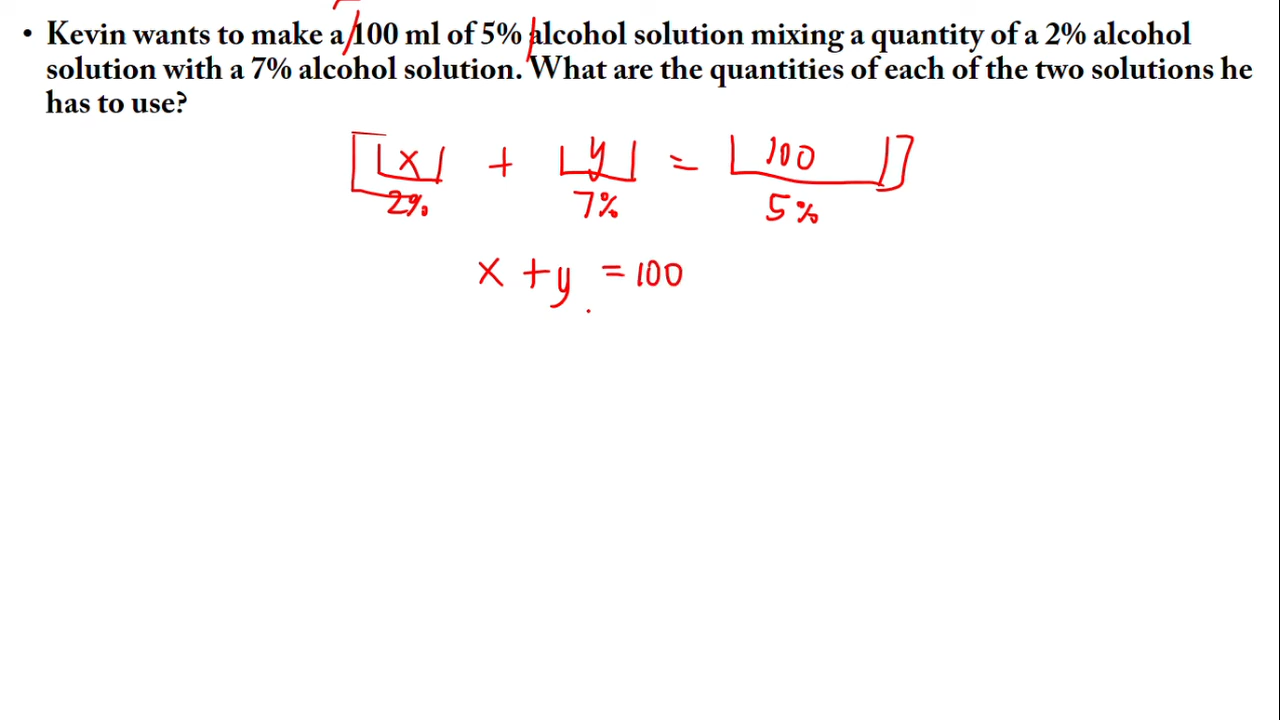 • Kevin wants to make a 100 ml of 5% alcohol solution mixing a quantity of a 2% alcohol
solution with a 7% alcohol solution. What are the quantities of each of the two solutions he
has to use?
x + y = 100
2% 7% 5%
x + y = 100